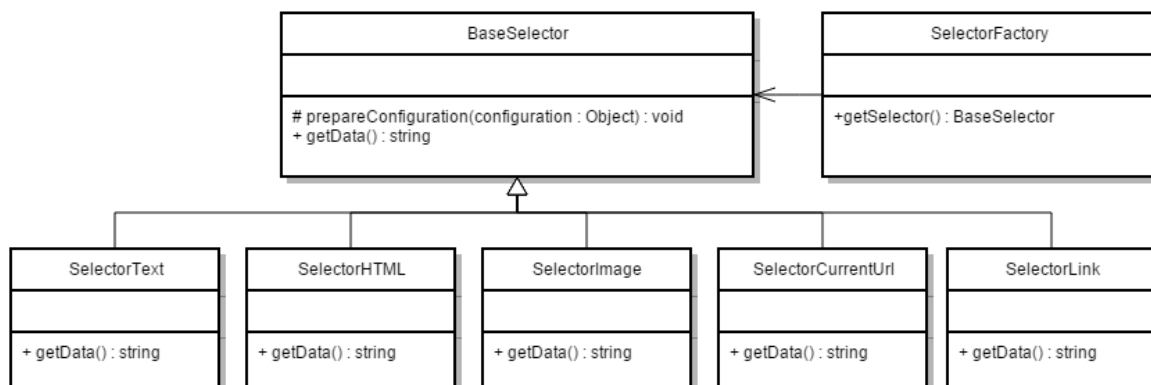 BaseSelector
# prepareConfiguration(configuration : Object) : void
+ getData() : string
SelectorFactory
+getSelector() : BaseSelector
SelectorText
+ getData() : string
SelectorHTML
+ getData() : string
SelectorImage
+ getData() : string
SelectorCurrentUrl
+ getData() : string
SelectorLink
+ getData() : string